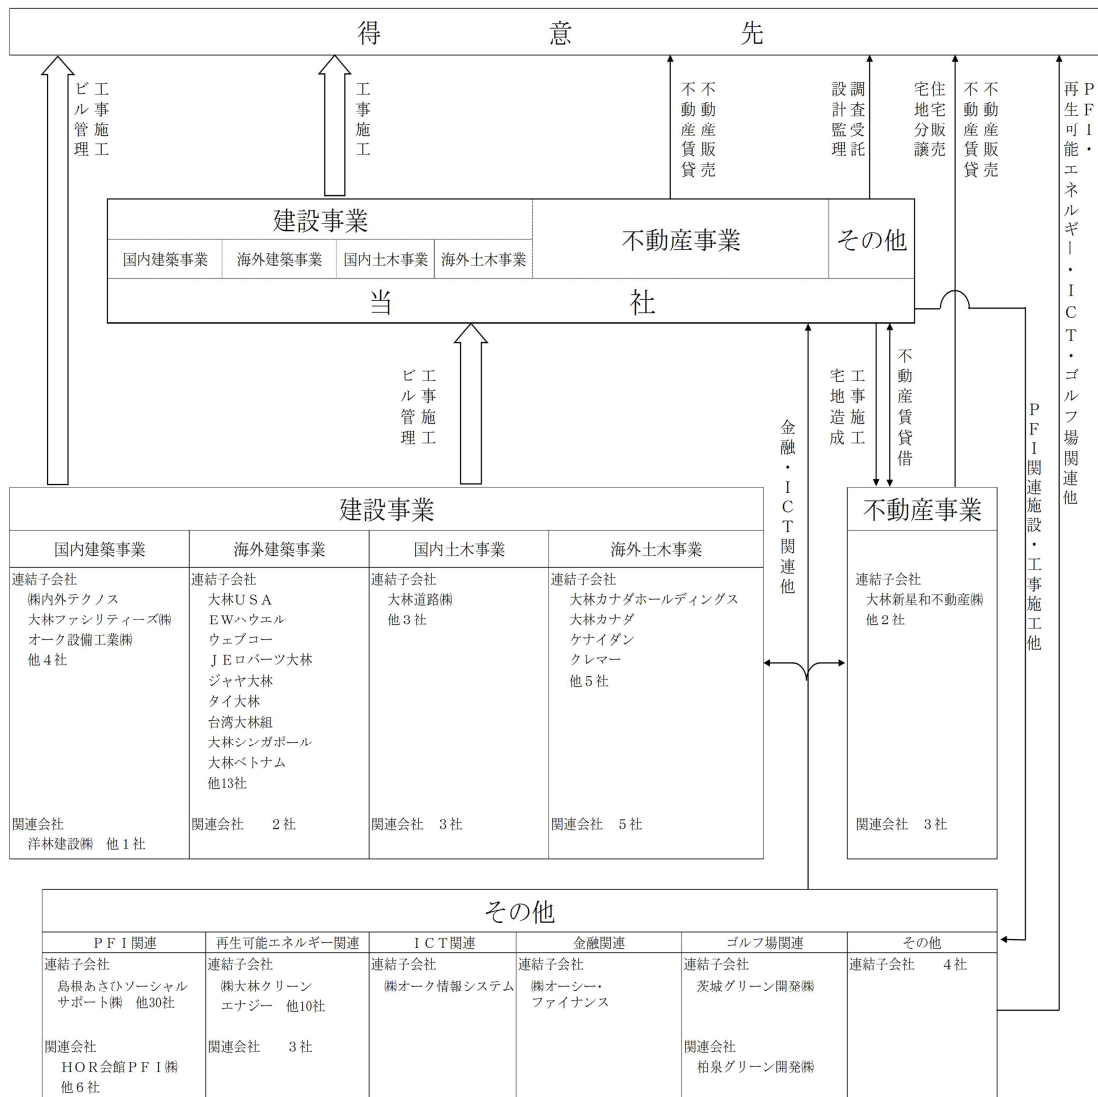 得意先
工事施工
ビル管理
工事施工
不動産販売
不動産賃貸
調査受託
設計監理
住宅販売
宅地分譲
不動産販売
不動産賃貸
PFI・
再生可能エネルギー・ICT・ゴルフ場関連他
建設事業
不動産事業
その他
国内建築事業
海外建築事業
国内土木事業
海外土木事業
当社
工事施工
ビル管理
金融・ICT関連他
工事施工
宅地造成
不動産賃貸借
PFI関連施設・工事施工他
建設事業
国内建築事業
連結子会社
㈱内外テクノス
大林ファシリティーズ㈱
オーク設備工業㈱
他4社
関連会社
洋林建設㈱ 他1社
海外建築事業
連結子会社
大林USA
EWハウエル
ウェブコー
JEロバーツ大林
ジャヤ大林
タイ大林
台湾大林組
大林シンガポール
大林ベトナム
他13社
関連会社 2社
国内土木事業
連結子会社
大林道路㈱
他3社
関連会社 3社
海外土木事業
連結子会社
大林カナダホールディングス
大林カナダ
ケナイダン
クレマー
他5社
関連会社 5社
不動産事業
連結子会社
大林新星和不動産㈱
他2社
関連会社 3社
その他
PFI関連
連結子会社
島根あさひソーシャル
サポート㈱ 他30社
関連会社
HOR会館PFI㈱
他6社
再生可能エネルギー関連
連結子会社
㈱大林クリーン
エナジー 他10社
関連会社 3社
ICT関連
連結子会社
㈱オーク情報システム
金融関連
連結子会社
㈱オーシー・
ファイナンス
ゴルフ場関連
連結子会社
茨城グリーン開発㈱
関連会社
柏泉グリーン開発㈱
その他
連結子会社 4社